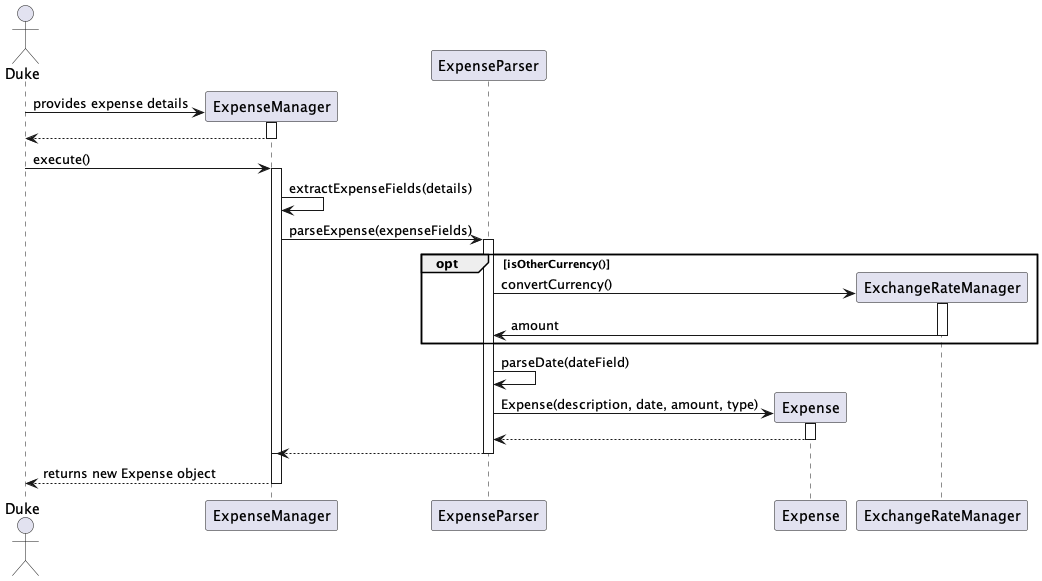 Duke
ExpenseParser
provides expense details
ExpenseManager
execute()
extractExpenseFields(details)
parseExpense(expenseFields)
opt
[isOtherCurrency()]
convertCurrency()
ExchangeRateManager
amount
parseDate(dateField)
Expense(description, date, amount, type)
Expense
returns new Expense object
Duke
ExpenseManager
ExpenseParser
Expense
ExchangeRateManager